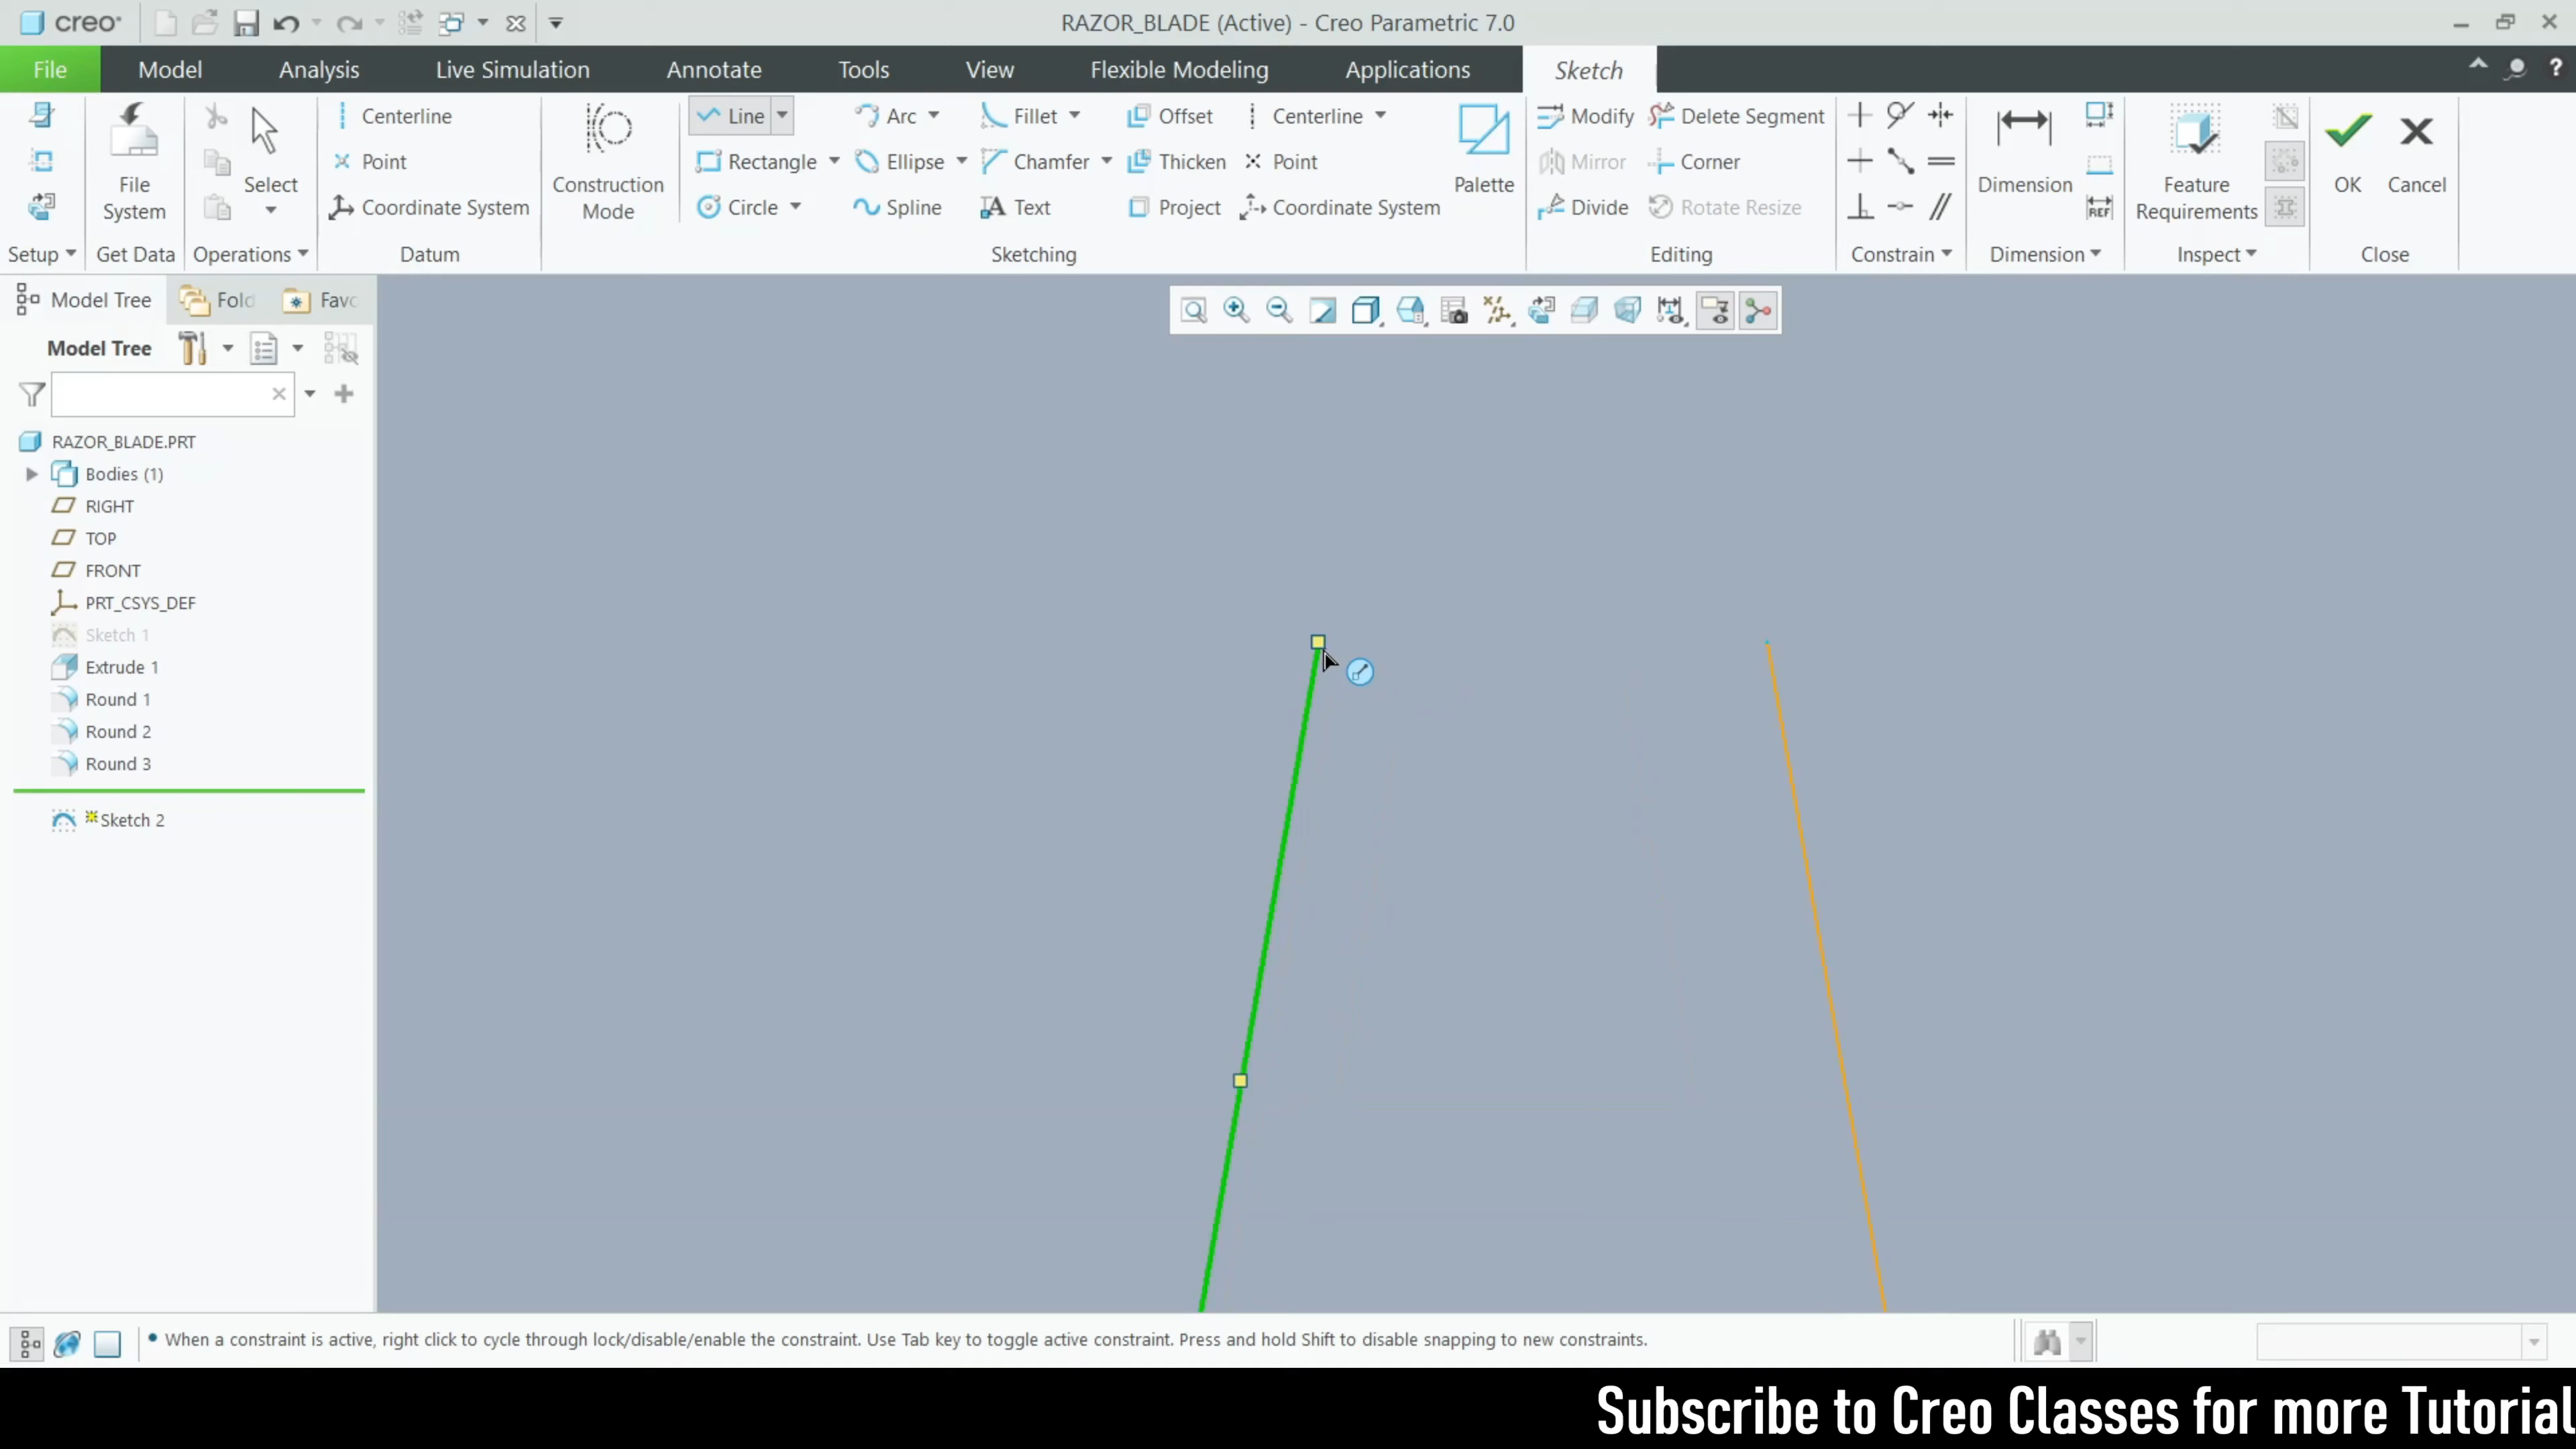 creo
RAZOR_BLADE (Active) - Creo Parametric 7.0
File Model Analysis Live Simulation Annotate Tools View Flexible Modeling Applications Sketch
?
Centerline
Point
Coordinate System
File System
Select
Construction Mode
Line Arc Fillet Offset Centerline
Rectangle Ellipse Chamfer Thicken Point
Circle Spline Text Project Coordinate System
Palette
Modify Delete Segment
Mirror Corner
Divide Rotate Resize
Dimension
REF
Feature Requirements
OK Cancel
Setup Get Data Operations Datum Sketching Editing Constrain Dimension Inspect Close
Model Tree Fold Favo
Model Tree
RAZOR_BLADE.PRT
Bodies (1)
RIGHT
TOP
FRONT
PRT_CSYS_DEF
Sketch 1
Extrude 1
Round 1
Round 2
Round 3
Sketch 2
When a constraint is active, right click to cycle through lock/disable/enable the constraint. Use Tab key to toggle active constraint. Press and hold Shift to disable snapping to new constraints.
Subscribe to Creo Classes for more Tutorial